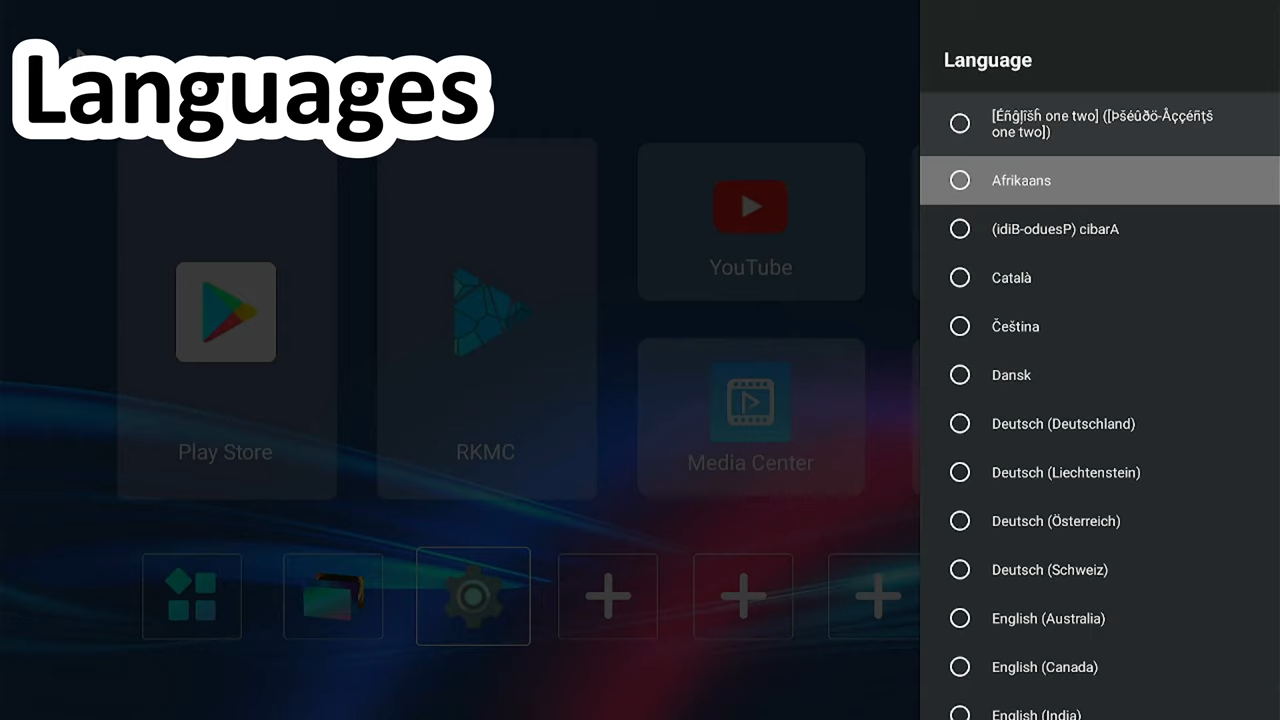 Languages
Language
[Éñĝļîšĥ one two] ([Þšéûðö-Åççéñţš
one two])
Afrikaans
(idiB-oduesP) cibarA
Català
Čeština
Dansk
Deutsch (Deutschland)
Deutsch (Liechtenstein)
Deutsch (Österreich)
Deutsch (Schweiz)
English (Australia)
English (Canada)
English (India)
YouTube
Play Store
RKMC
Media Center